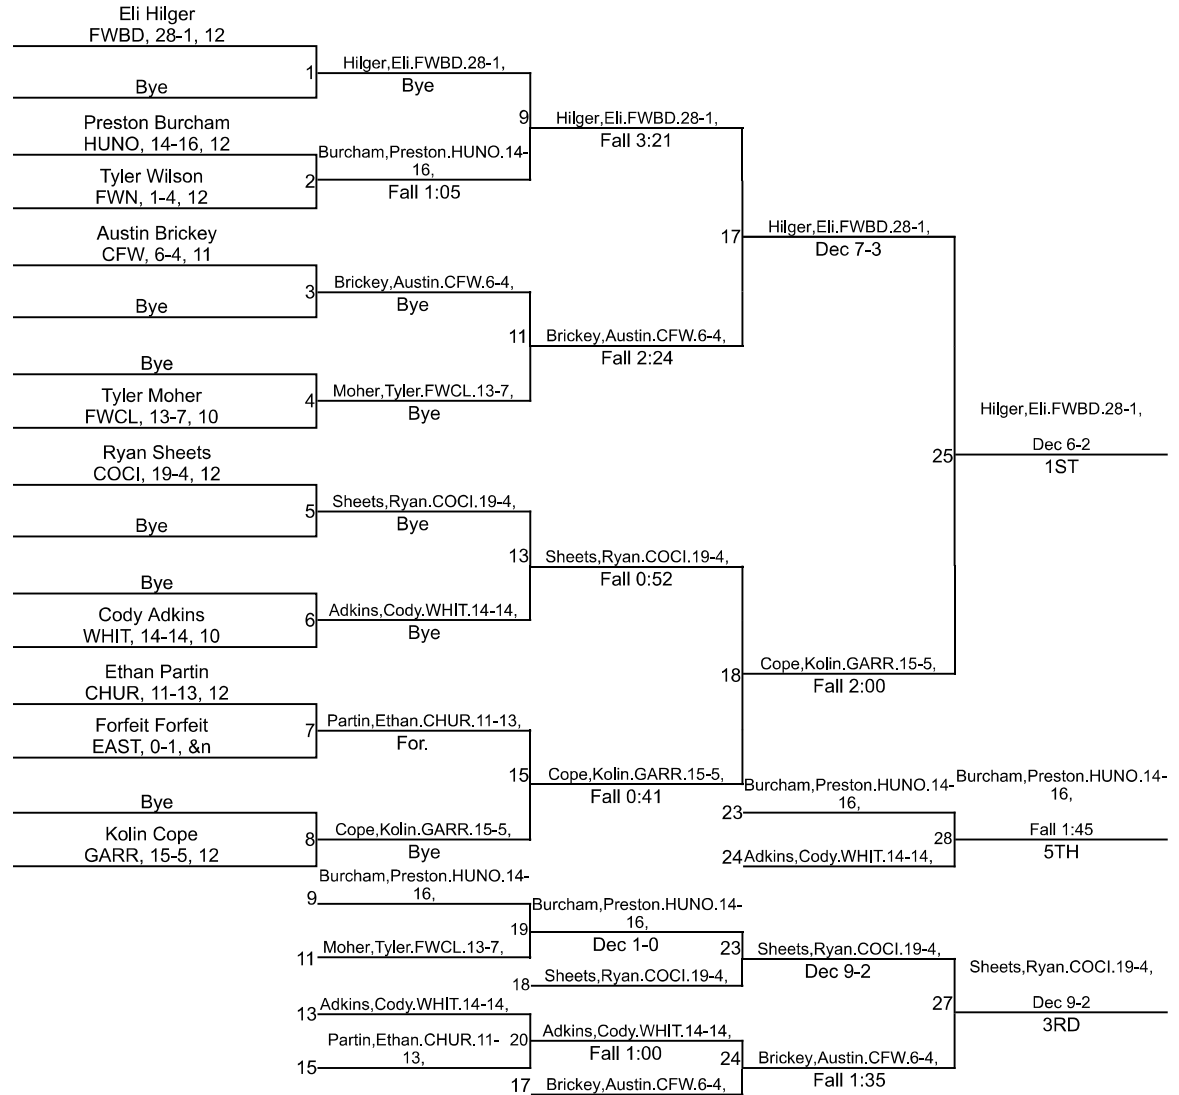 Eli Hilger
FWBD, 28-1, 12
1
Bye
Hilger,Eli.FWBD.28-1,
Bye
9
Preston Burcham
HUNO, 14-16, 12
2
Tyler Wilson
FWN, 1-4, 12
Burcham,Preston.HUNO.14-
16,
Fall 1:05
Hilger,Eli.FWBD.28-1,
Fall 3:21
17
Austin Brickey
CFW, 6-4, 11
3
Bye
Brickey,Austin.CFW.6-4,
Bye
11
Bye
4
Tyler Moher
FWCL, 13-7, 10
Moher,Tyler.FWCL.13-7,
Bye
Brickey,Austin.CFW.6-4,
Fall 2:24
Hilger,Eli.FWBD.28-1,
Dec 7-3
25
Ryan Sheets
COCI, 19-4, 12
5
Bye
Sheets,Ryan.COCI.19-4,
Bye
13
Bye
6
Cody Adkins
WHIT, 14-14, 10
Adkins,Cody.WHIT.14-14,
Bye
Sheets,Ryan.COCI.19-4,
Fall 0:52
18
Ethan Partin
CHUR, 11-13, 12
7
Forfeit Forfeit
EAST, 0-1, &n
Partin,Ethan.CHUR.11-13,
For.
15
Bye
8
Kolin Cope
GARR, 15-5, 12
Cope,Kolin.GARR.15-5,
Bye
Cope,Kolin.GARR.15-5,
Fall 0:41
Cope,Kolin.GARR.15-5,
Fall 2:00
Hilger,Eli.FWBD.28-1,
Dec 6-2
1ST
23
Burcham,Preston.HUNO.14-
16,
28
24
Adkins,Cody.WHIT.14-14,
Burcham,Preston.HUNO.14-
16,
Fall 1:45
5TH
9
Burcham,Preston.HUNO.14-
16,
19
11
Moher,Tyler.FWCL.13-7,
Burcham,Preston.HUNO.14-
16,
Dec 1-0
23
18
Sheets,Ryan.COCI.19-4,
Sheets,Ryan.COCI.19-4,
Dec 9-2
27
13
Adkins,Cody.WHIT.14-14,
20
15
Partin,Ethan.CHUR.11-
13,
Adkins,Cody.WHIT.14-14,
Fall 1:00
24
17
Brickey,Austin.CFW.6-4,
Brickey,Austin.CFW.6-4,
Fall 1:35
Sheets,Ryan.COCI.19-4,
Dec 9-2
3RD